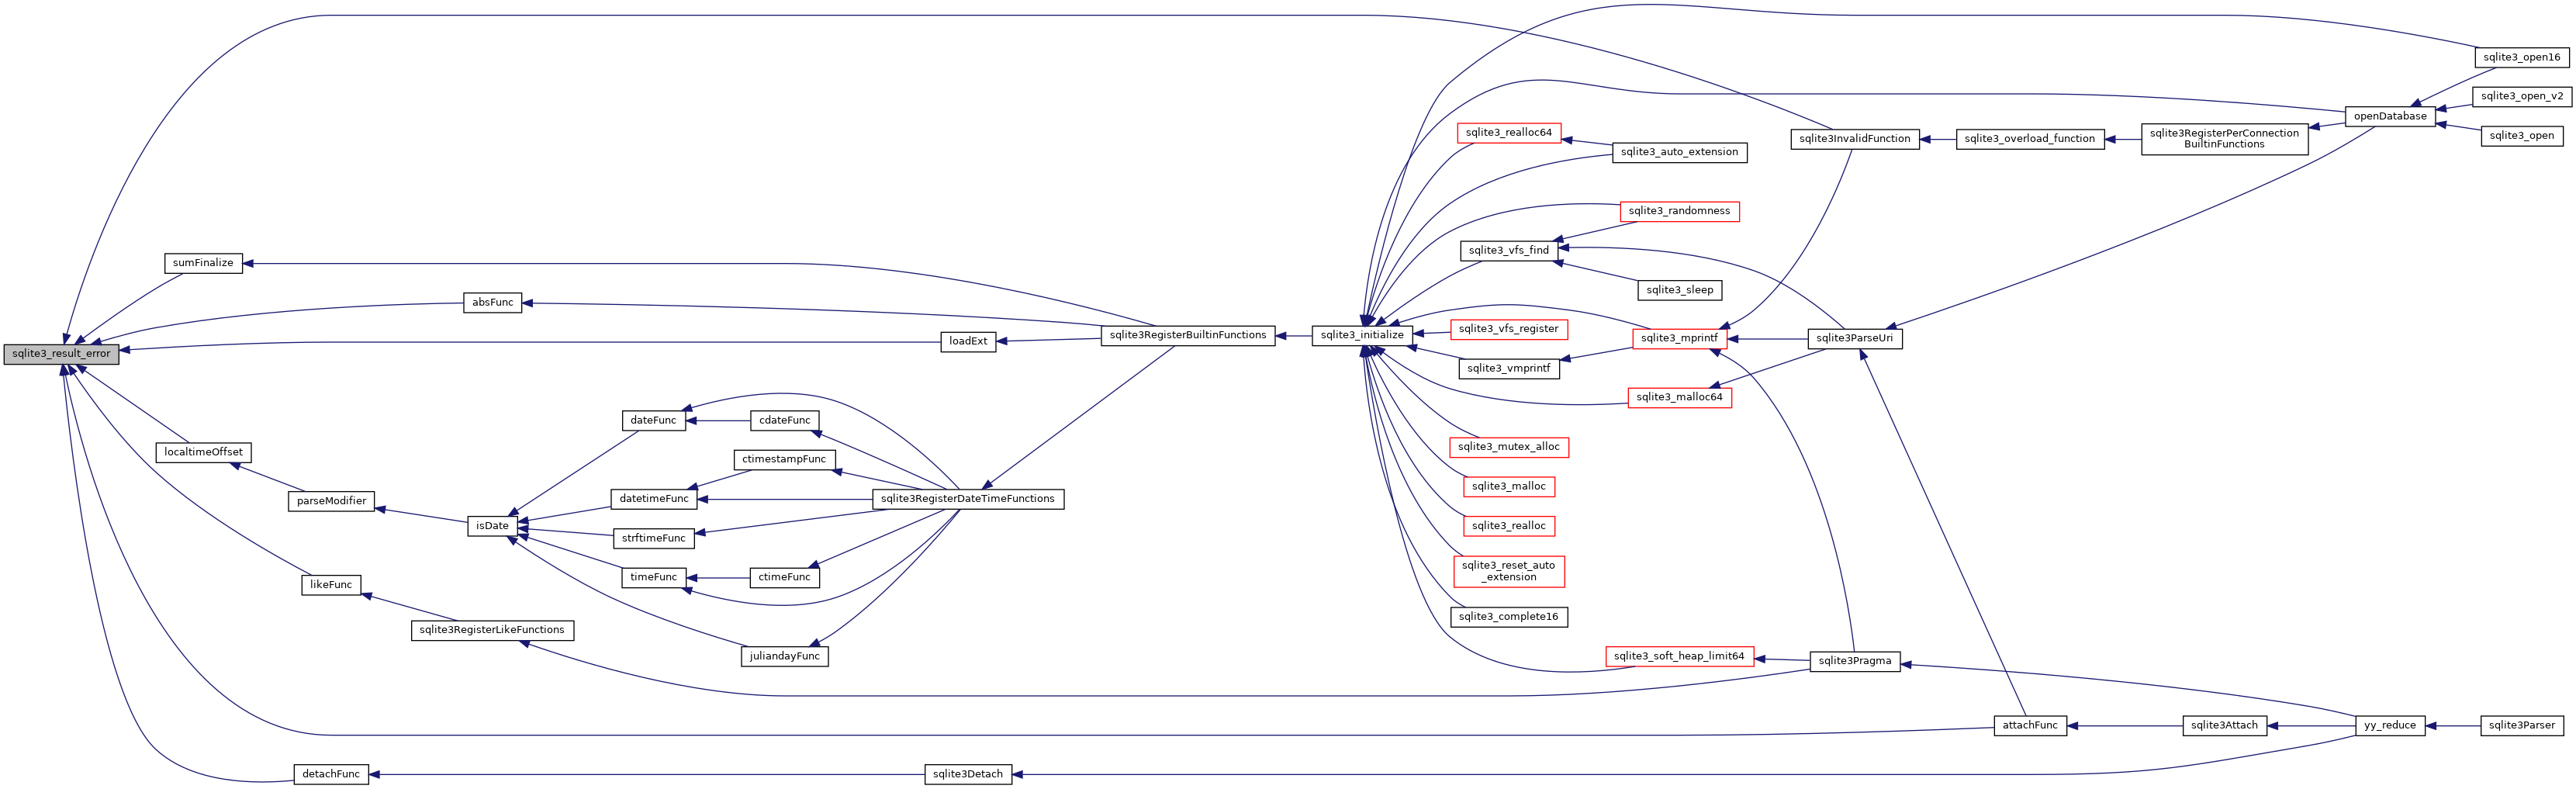 sqlite3_open16
sqlite3_open_v2
openDatabase
sqlite3_open
sqlite3_realloc64
sqlite3InvalidFunction
sqlite3_overload_function
sqlite3RegisterPerConnection
BuiltinFunctions
sqlite3_auto_extension
sqlite3_randomness
sqlite3_vfs_find
sumFinalize
sqlite3_sleep
absFunc
sqlite3_vfs_register
sqlite3RegisterBuiltinFunctions
sqlite3_initialize
loadExt
sqlite3_mprintf
sqlite3ParseUri
sqlite3_result_error
sqlite3_vmprintf
sqlite3_malloc64
dateFunc
cdateFunc
localtimeOffset
sqlite3_mutex_alloc
ctimestampFunc
sqlite3_malloc
parseModifier
datetimeFunc
sqlite3RegisterDateTimeFunctions
isDate
sqlite3_realloc
strftimeFunc
sqlite3_reset_auto
_extension
timeFunc
ctimeFunc
likeFunc
sqlite3_complete16
sqlite3RegisterLikeFunctions
juliandayFunc
sqlite3_soft_heap_limit64
sqlite3Pragma
attachFunc
sqlite3Attach
yy_reduce
sqlite3Parser
detachFunc
sqlite3Detach